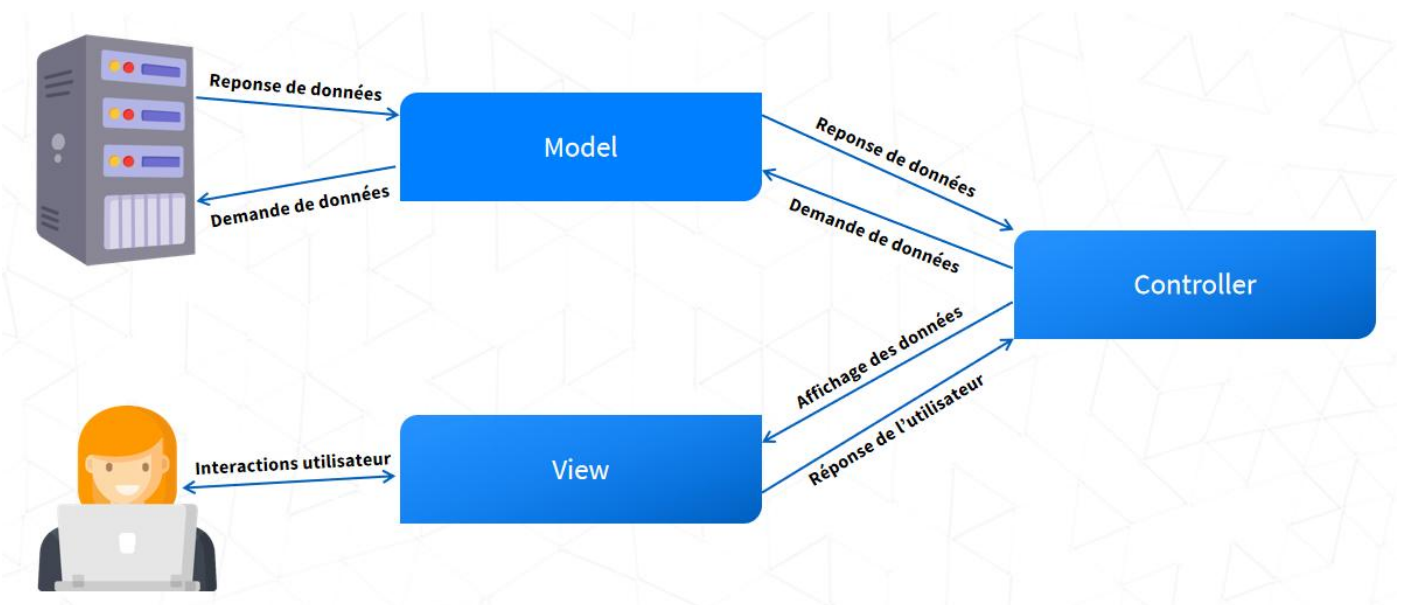 Reponse de données
Model
Demande de données
Reponse de données
Demande de données
Controller
Affichage des données
Réponse de l'utilisateur
Interactions utilisateur
View